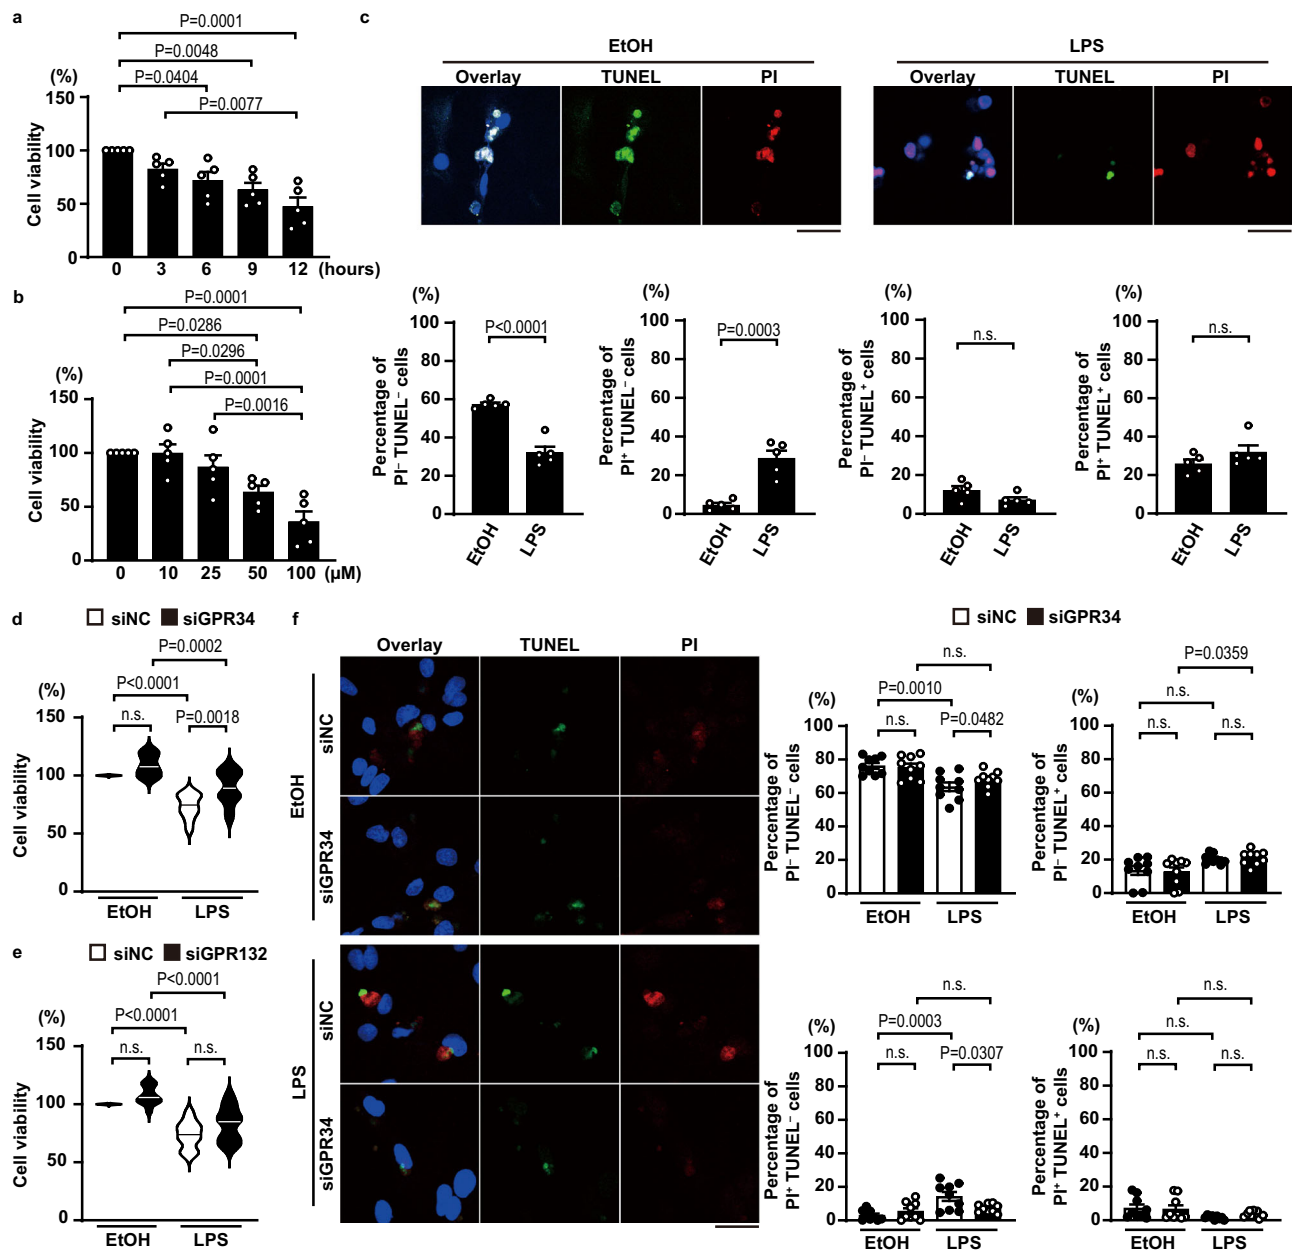 a
P=0.0001
P=0.0048
P=0.0404
P=0.0077
(%)
Cell viability
150
100
50
0
0 3 6 9 12 (hours)
b
P=0.0001
P=0.0286
P=0.0296
P=0.0001
P=0.0016
(%)
Cell viability
150
100
50
0
0 10 25 50 100 (μM)
c
EtOH
LPS
Overlay TUNEL PI
Overlay TUNEL PI
(%)
Percentage of
PI⁻ TUNEL⁻ cells
100
80
60
40
20
0
P<0.0001
EtOH LPS
(%)
Percentage of
PI⁺ TUNEL⁻ cells
100
80
60
40
20
0
P=0.0003
EtOH LPS
(%)
Percentage of
PI⁻ TUNEL⁺ cells
100
80
60
40
20
0
n.s.
EtOH LPS
(%)
Percentage of
PI⁺ TUNEL⁺ cells
100
80
60
40
20
0
n.s.
EtOH LPS
d
siNC siGPR34
P=0.0002
P<0.0001
n.s. P=0.0018
(%)
Cell viability
150
100
50
0
EtOH LPS
e
siNC siGPR132
P<0.0001
P<0.0001
n.s. n.s.
(%)
Cell viability
150
100
50
0
EtOH LPS
f
Overlay TUNEL PI
EtOH
siNC
siGPR34
LPS
siNC
siGPR34
siNC siGPR34
(%)
Percentage of
PI⁻ TUNEL⁻ cells
100
80
60
40
20
0
n.s.
P=0.0010
n.s. P=0.0482
EtOH LPS
(%)
Percentage of
PI⁻ TUNEL⁺ cells
100
80
60
40
20
0
P=0.0359
n.s.
n.s. n.s.
EtOH LPS
(%)
Percentage of
PI⁺ TUNEL⁻ cells
100
80
60
40
20
0
n.s.
P=0.0003
n.s. P=0.0307
EtOH LPS
(%)
Percentage of
PI⁺ TUNEL⁺ cells
100
80
60
40
20
0
n.s.
n.s.
n.s. n.s.
EtOH LPS